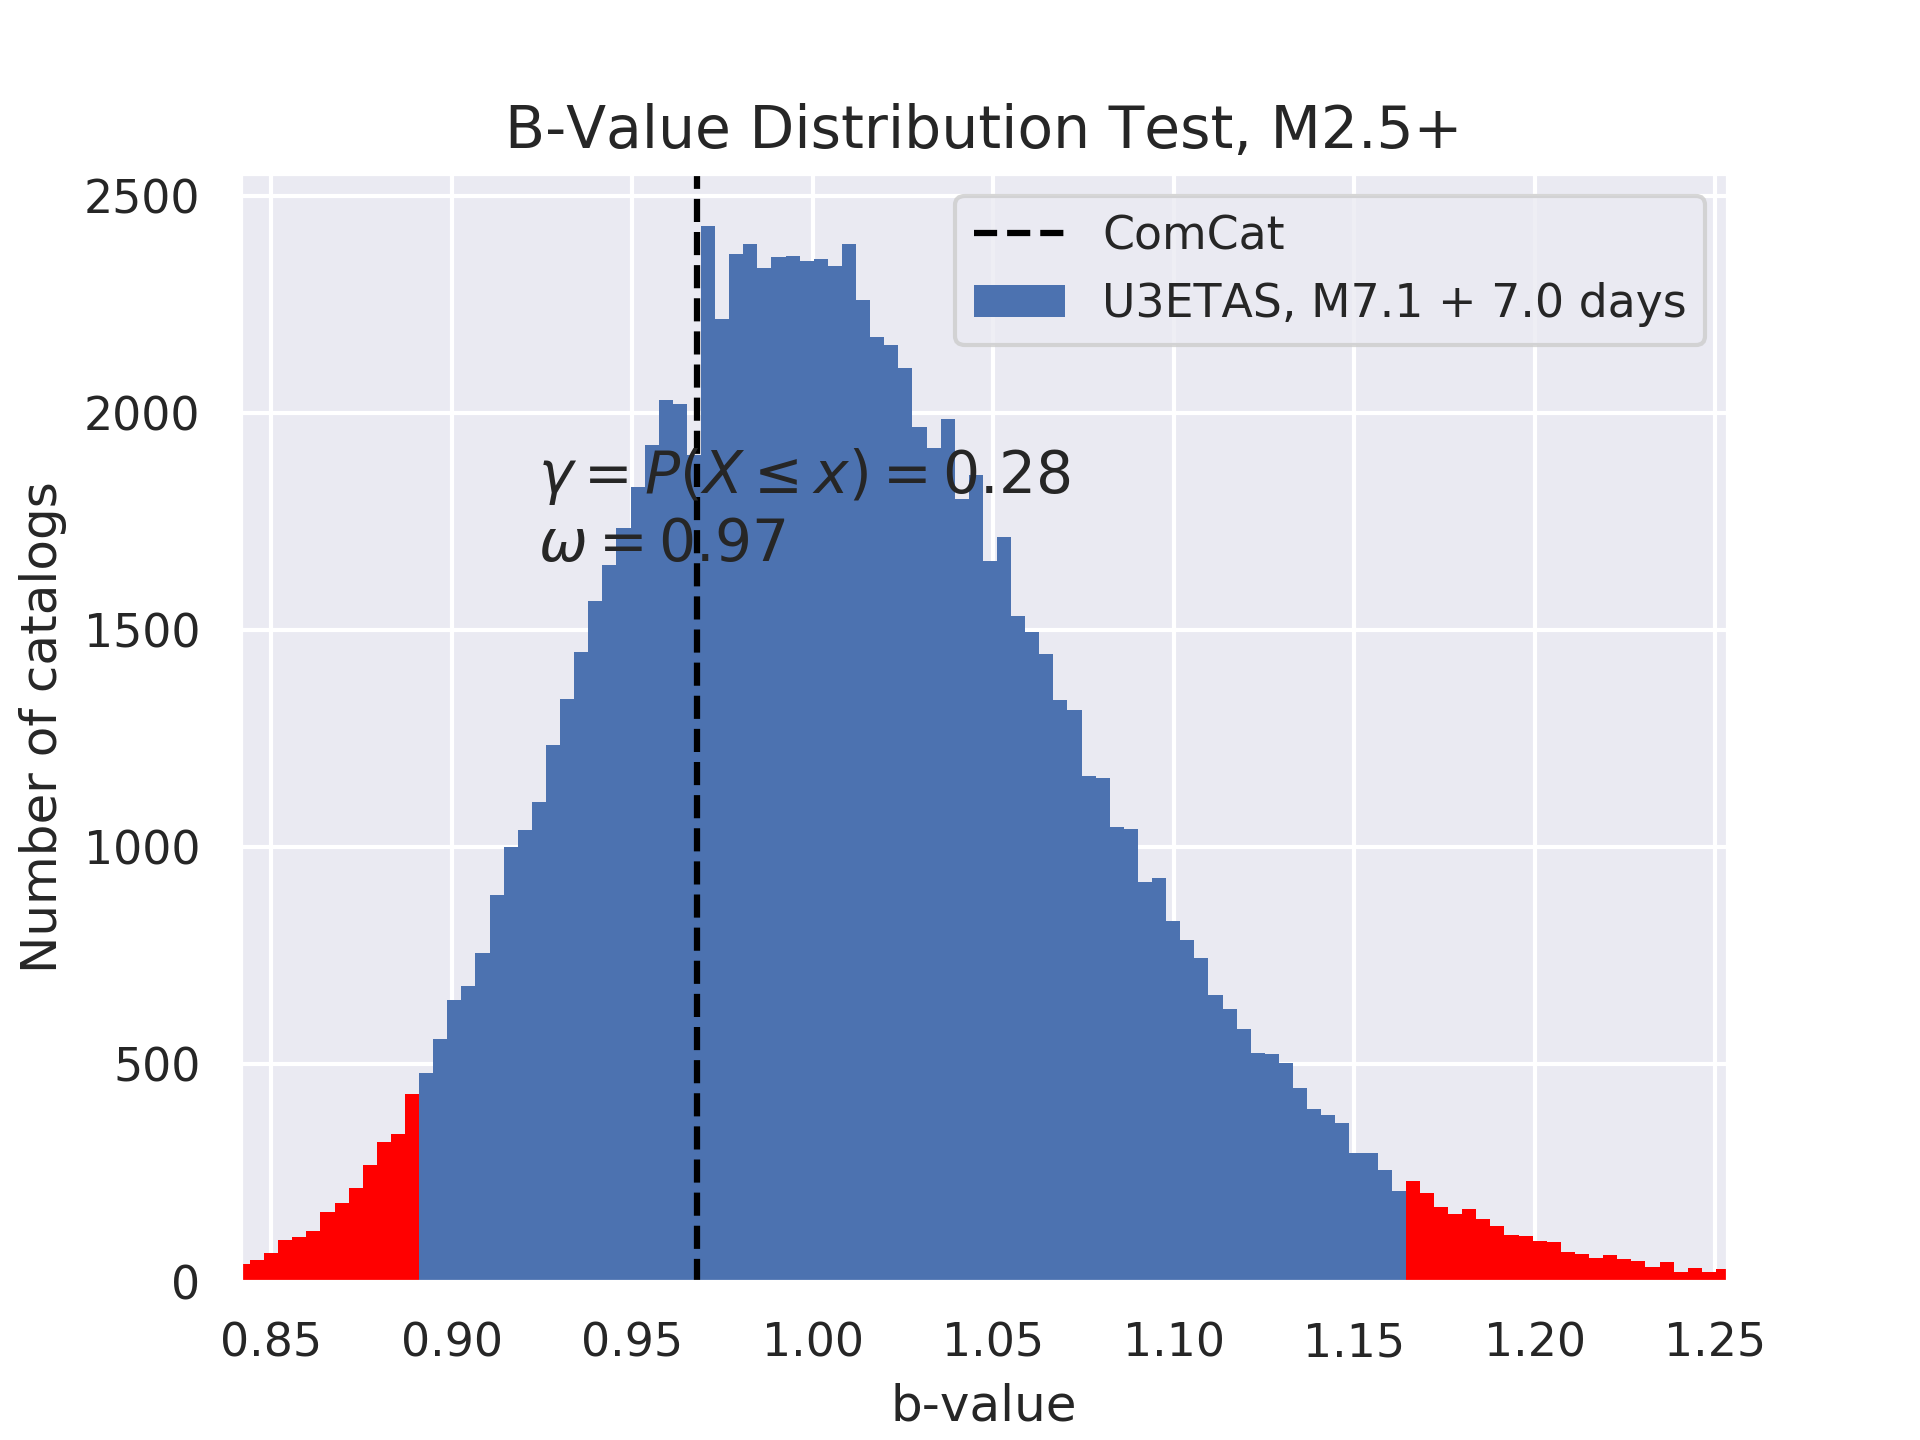 B-Value Distribution Test, M2.5+
ComCat
U3ETAS, M7.1 + 7.0 days
γ = P(X ≤ x) = 0.28
ω = 0.97
Number of catalogs
2500
2000
1500
1000
500
0
0.85 0.90 0.95 1.00 1.05 1.10 1.15 1.20 1.25
b-value